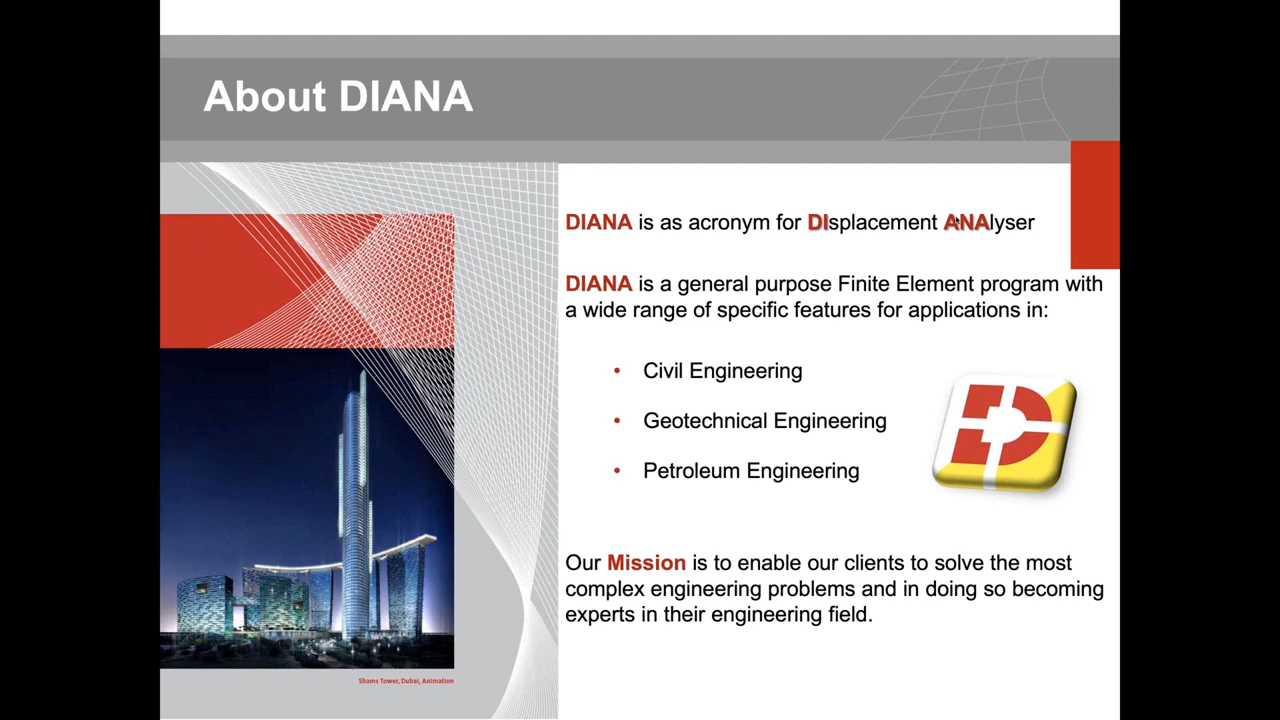 About DIANA
DIANA is as acronym for DIsplacement ANAlyser
DIANA is a general purpose Finite Element program with
a wide range of specific features for applications in:
• Civil Engineering
• Geotechnical Engineering
• Petroleum Engineering
Our Mission is to enable our clients to solve the most
complex engineering problems and in doing so becoming
experts in their engineering field.
Shams Tower, Dubai, Animation